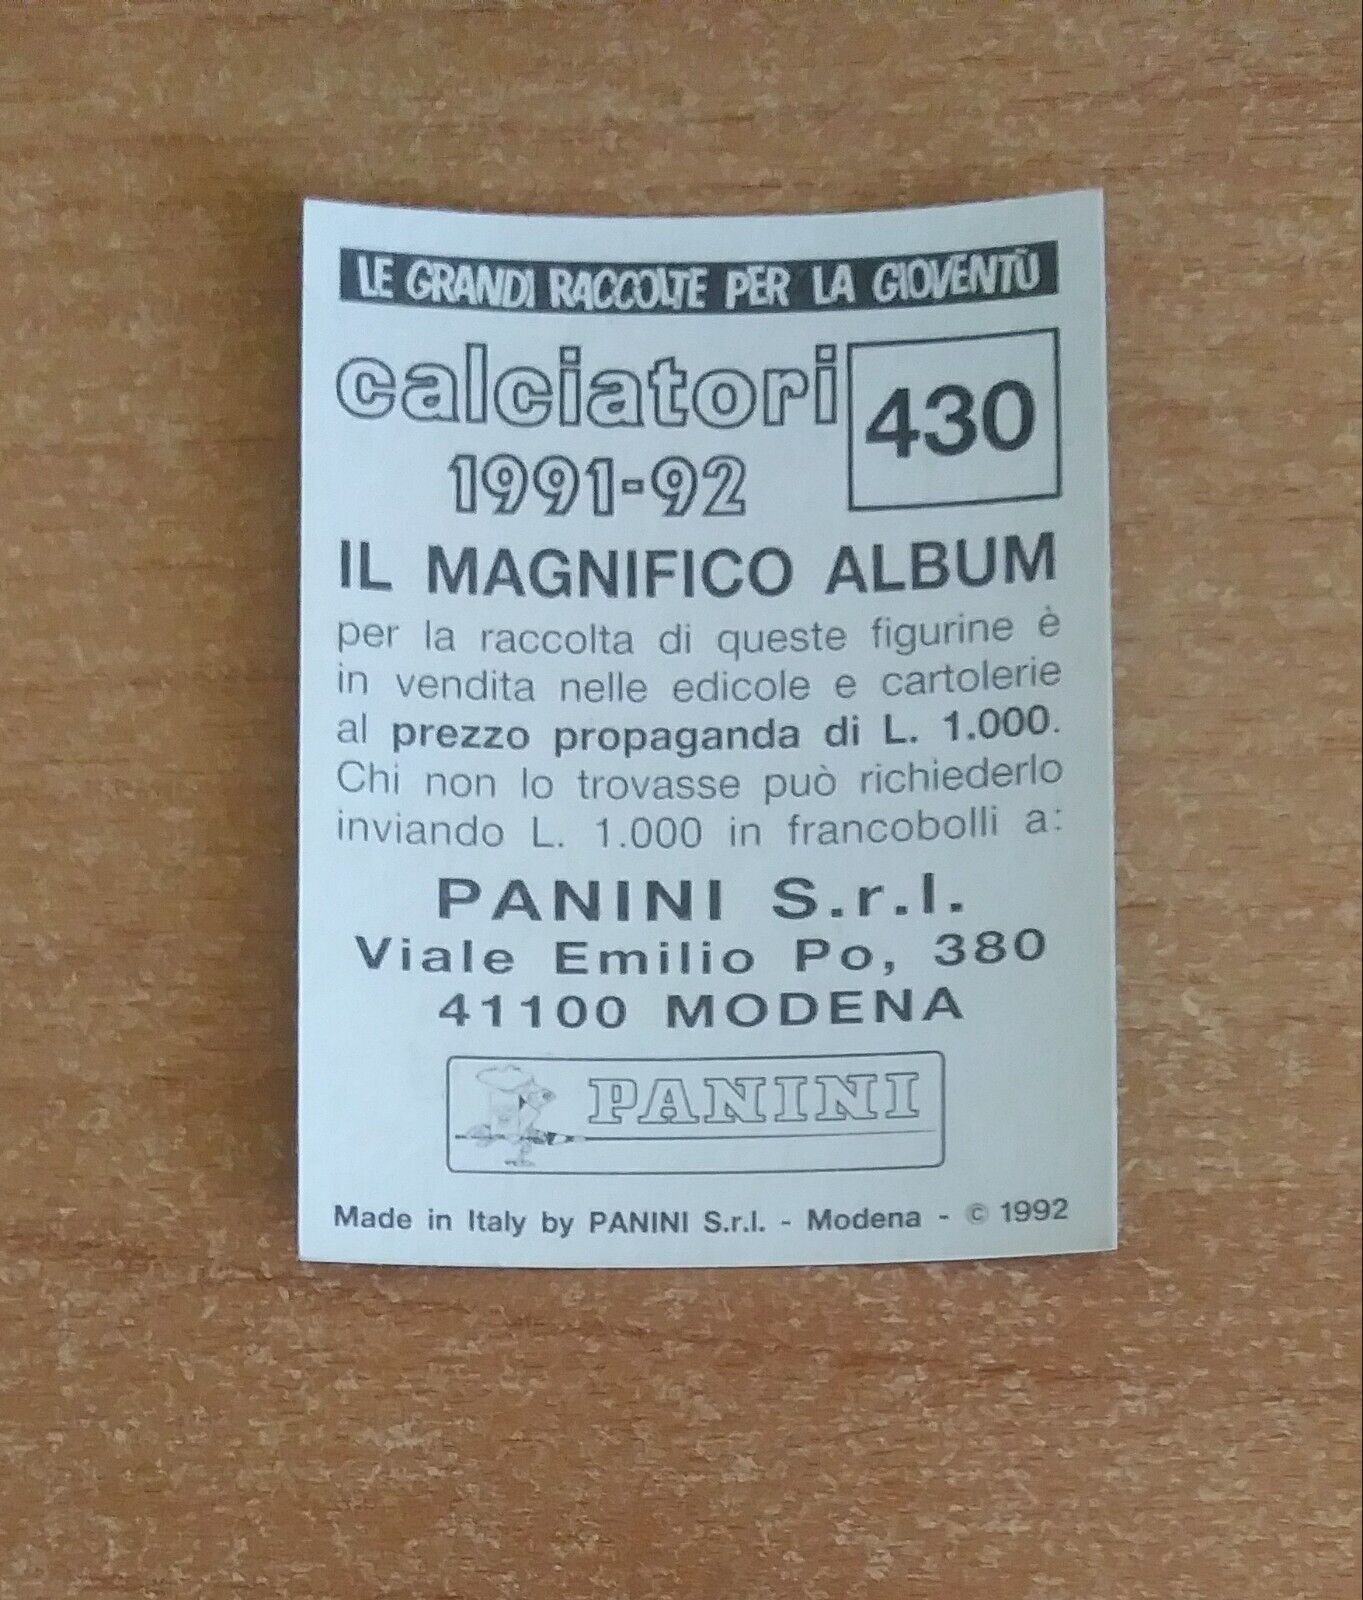 LE GRANDI RACCOLTE PER LA GIOVENTÙ
calciatori
1991-92
430
IL MAGNIFICO ALBUM
per la raccolta di queste figurine è
in vendita nelle edicole e cartolerie
al prezzo propaganda di L. 1.000.
Chi non lo trovasse può richiederlo
inviando L. 1.000 in francobolli a:
PANINI S.r.l.
Viale Emilio Po, 380
41100 MODENA
PANINI
Made in Italy by PANINI S.r.l. - Modena - © 1992